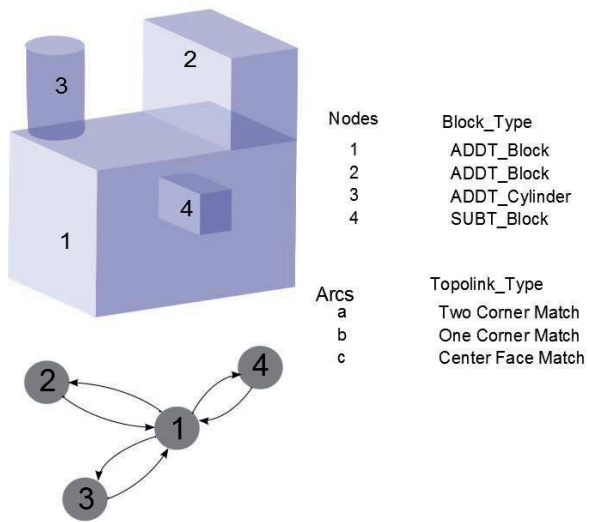 3
2
4
1
Nodes Block_Type
1 ADDT_Block
2 ADDT_Block
3 ADDT_Cylinder
4 SUBT_Block
Arcs Topolink_Type
a Two Corner Match
b One Corner Match
c Center Face Match
2
4
1
3